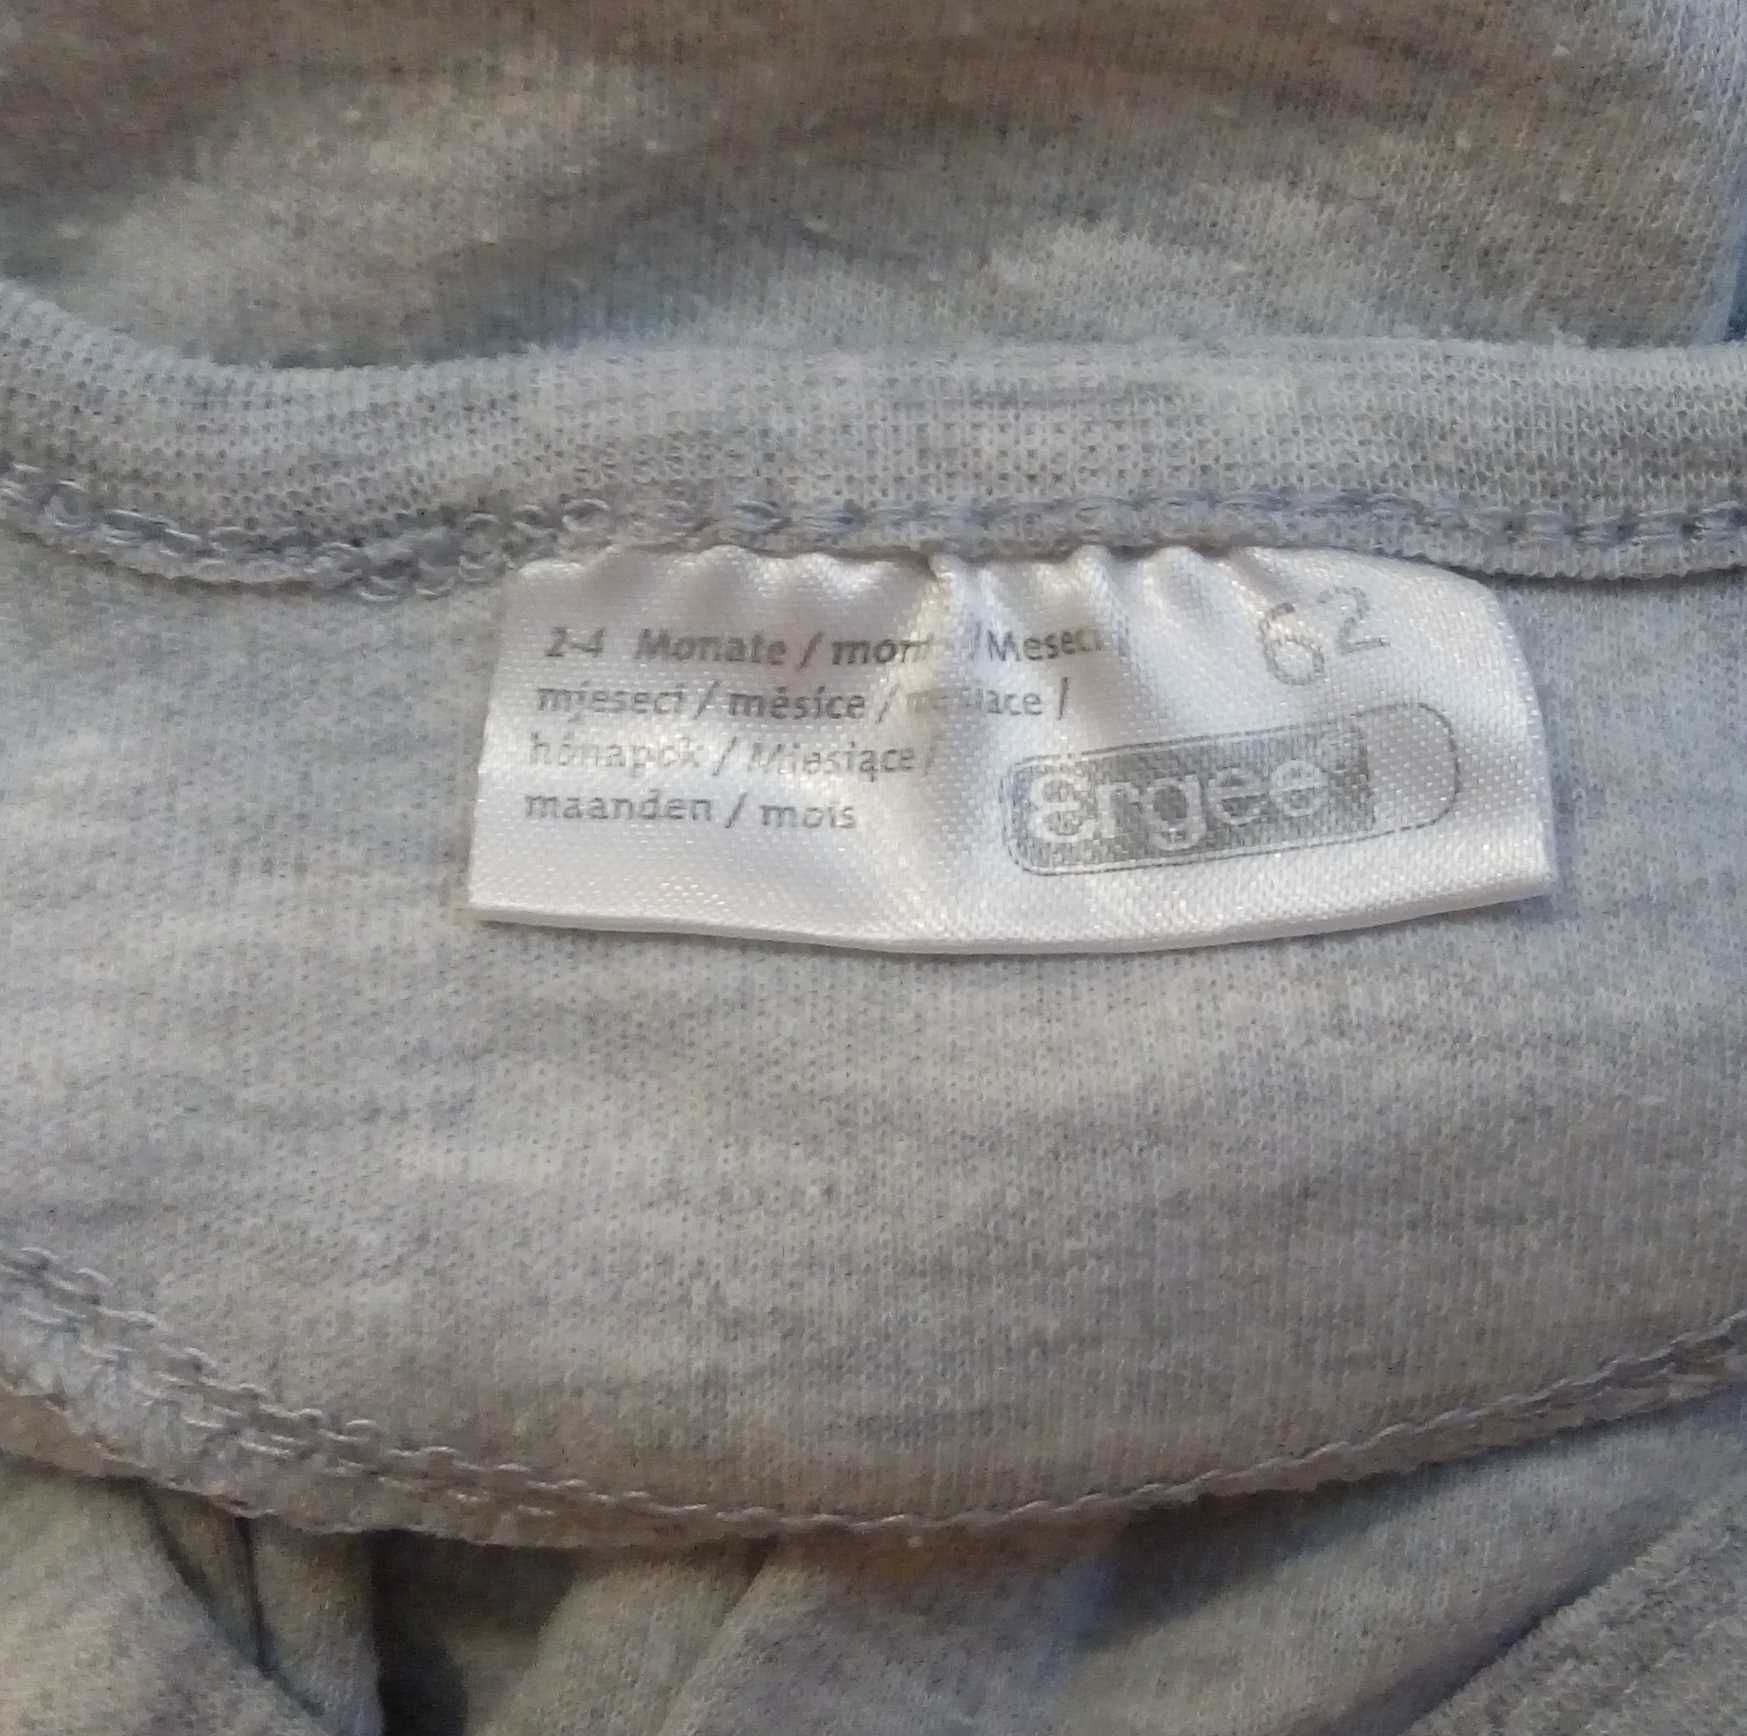 2-4 Monate / / Meseci
mjeseci / měsíce / /
hónapok / Miesiące /
maanden / mois
62
Ergee